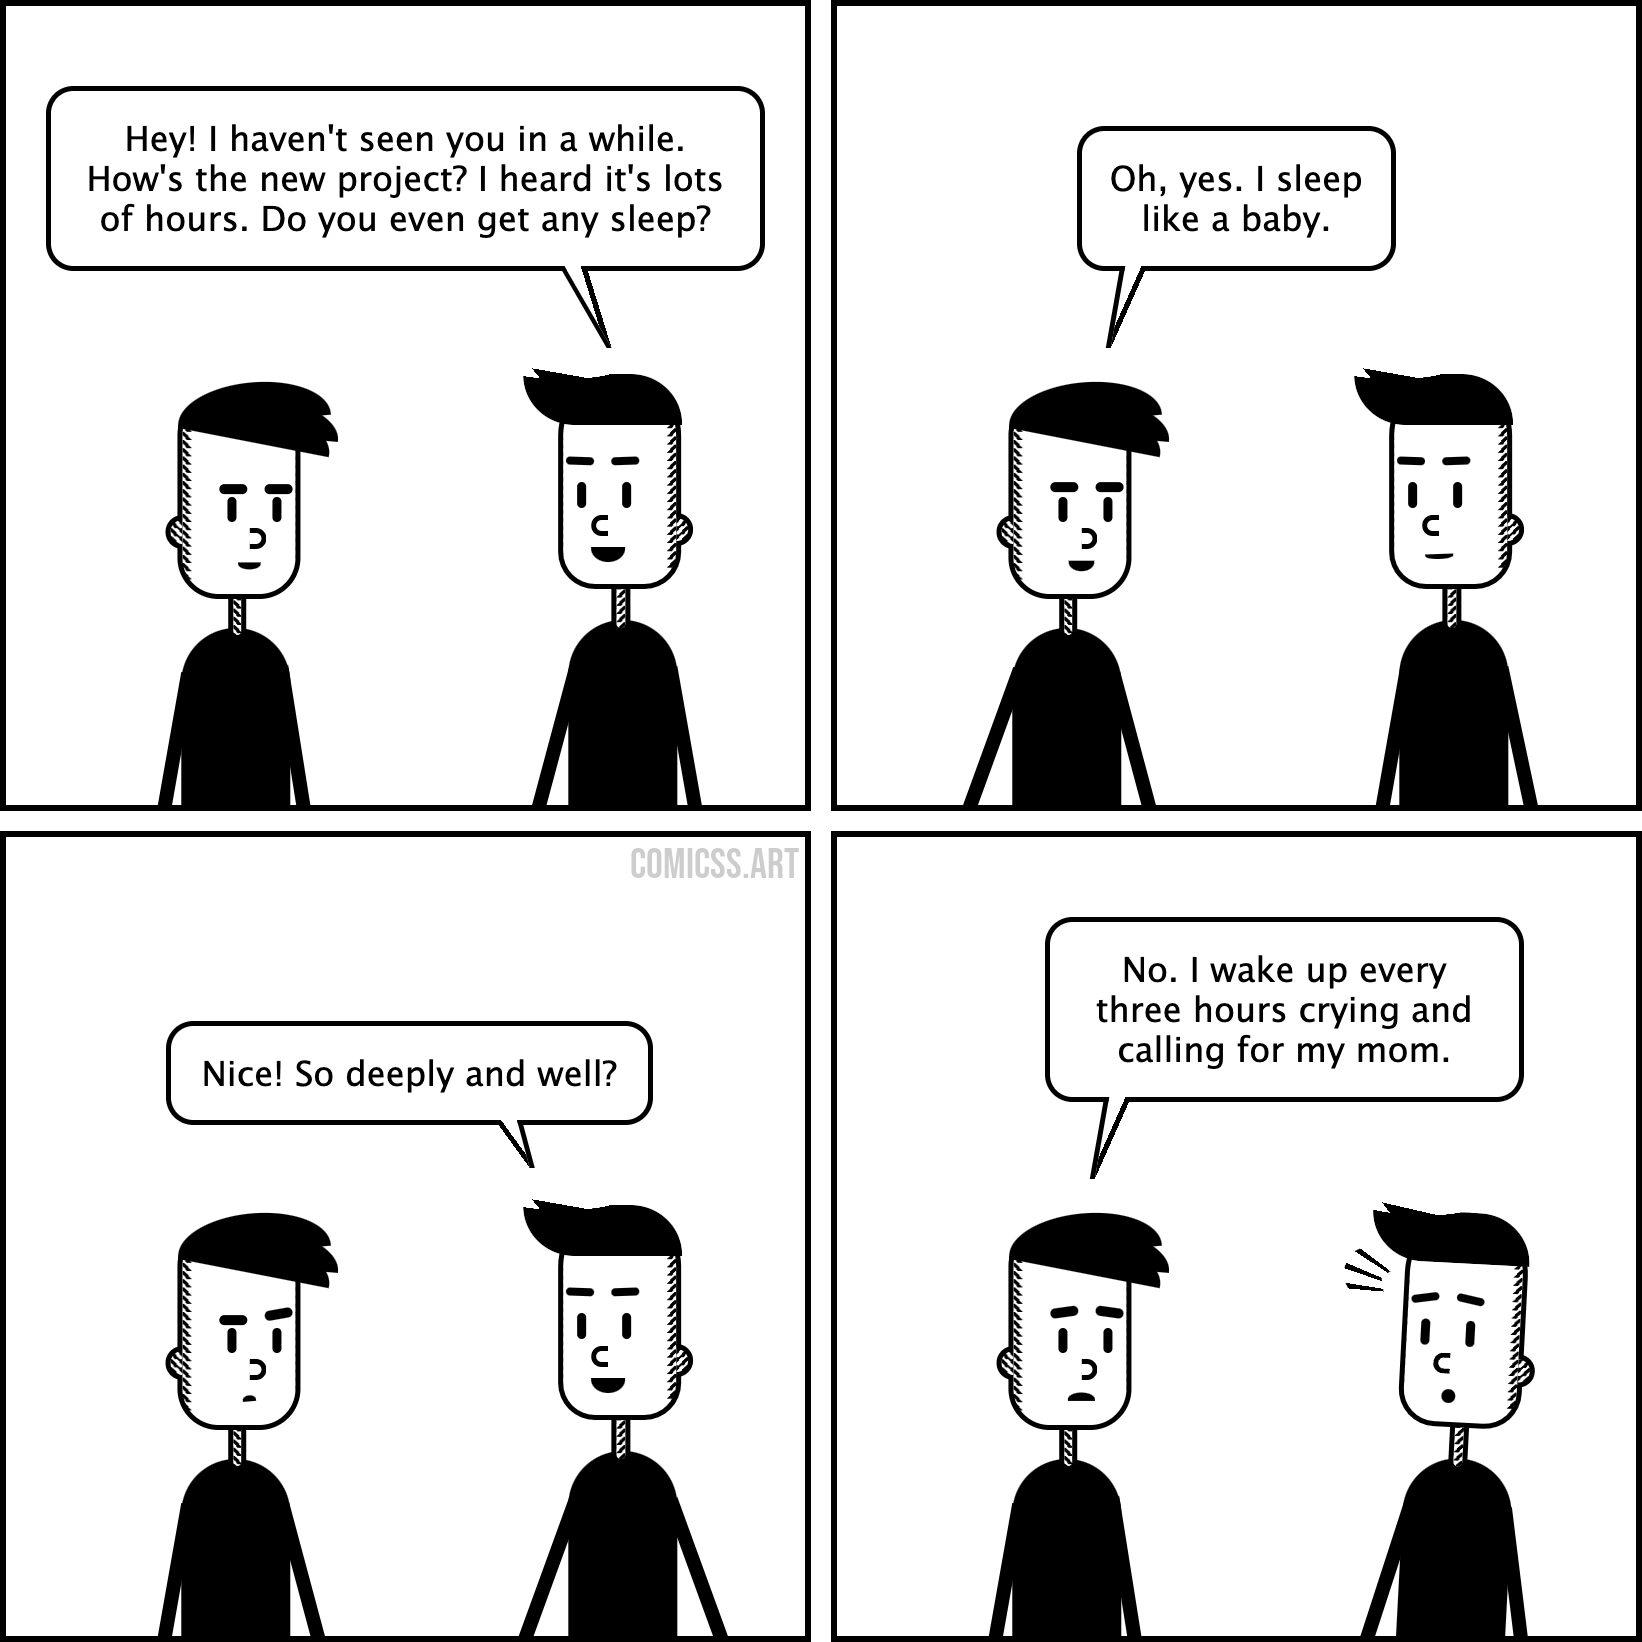 Hey! I haven't seen you in a while.
How's the new project? I heard it's lots
of hours. Do you even get any sleep?
Oh, yes. I sleep
like a baby.
COMICSS.ART
Nice! So deeply and well?
No. I wake up every
three hours crying and
calling for my mom.